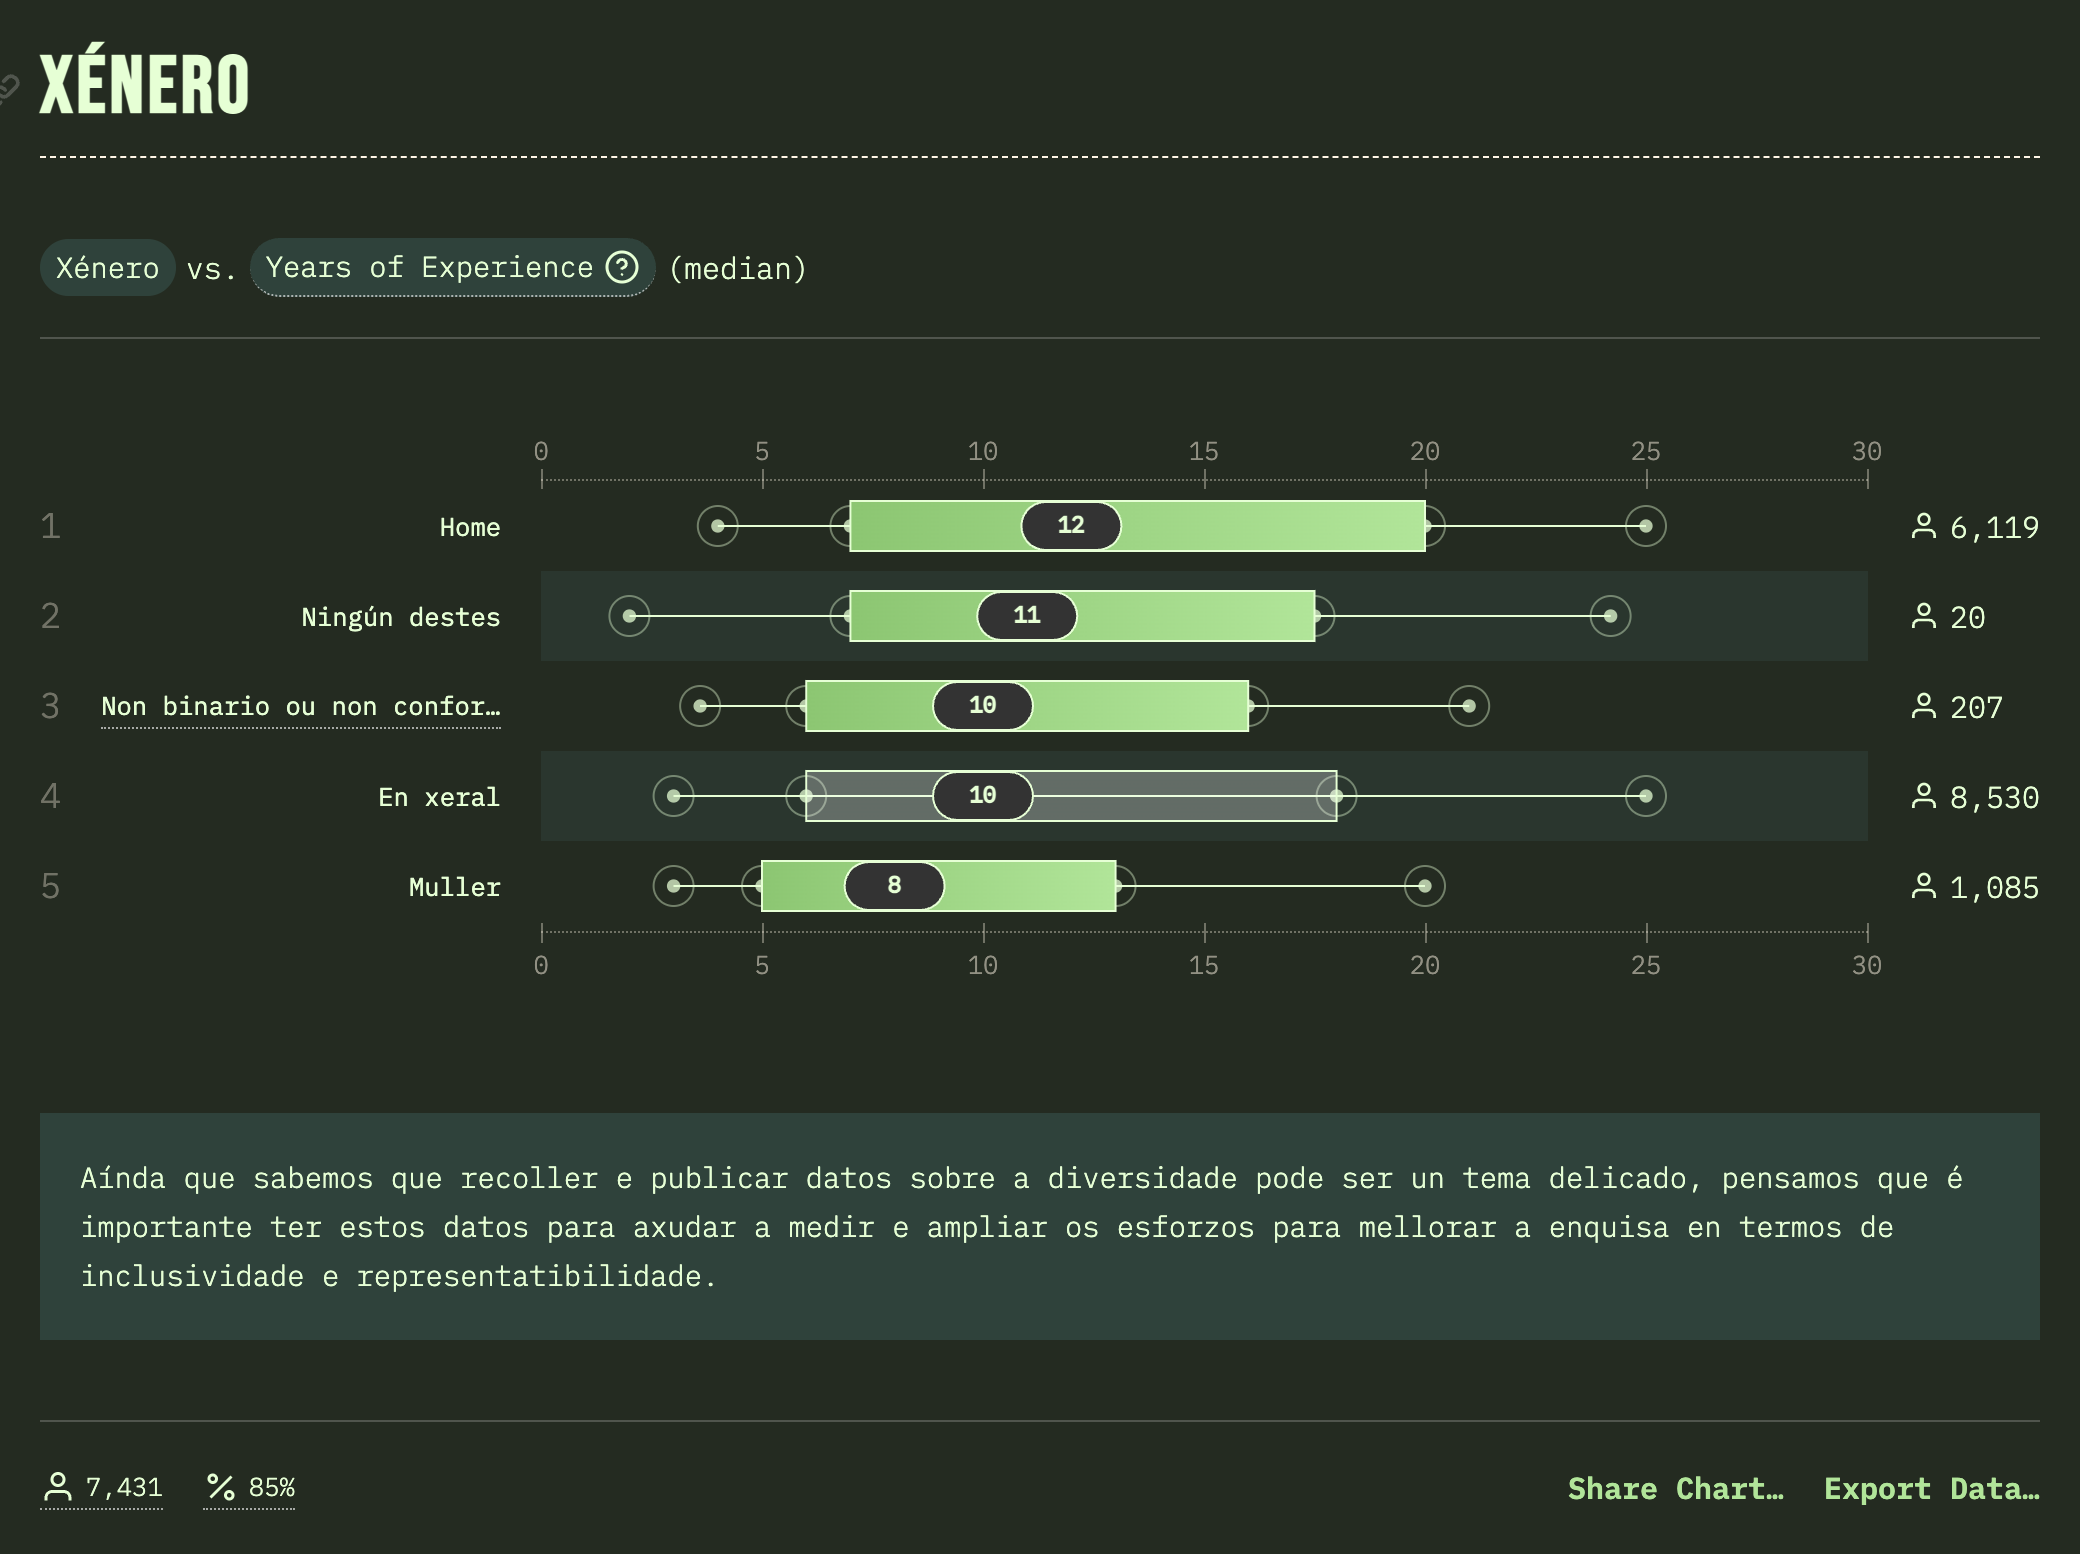 XÉNERO
Xénero vs. Years of Experience (median)
0 5 10 15 20 25 30
1 Home 12 6,119
2 Ningún destes 11 20
3 Non binario ou non confor… 10 207
4 En xeral 10 8,530
5 Muller 8 1,085
0 5 10 15 20 25 30
Aínda que sabemos que recoller e publicar datos sobre a diversidade pode ser un tema delicado, pensamos que é
importante ter estos datos para axudar a medir e ampliar os esforzos para mellorar a enquisa en termos de
inclusividade e representatibilidade.
7,431 85% Share Chart… Export Data…